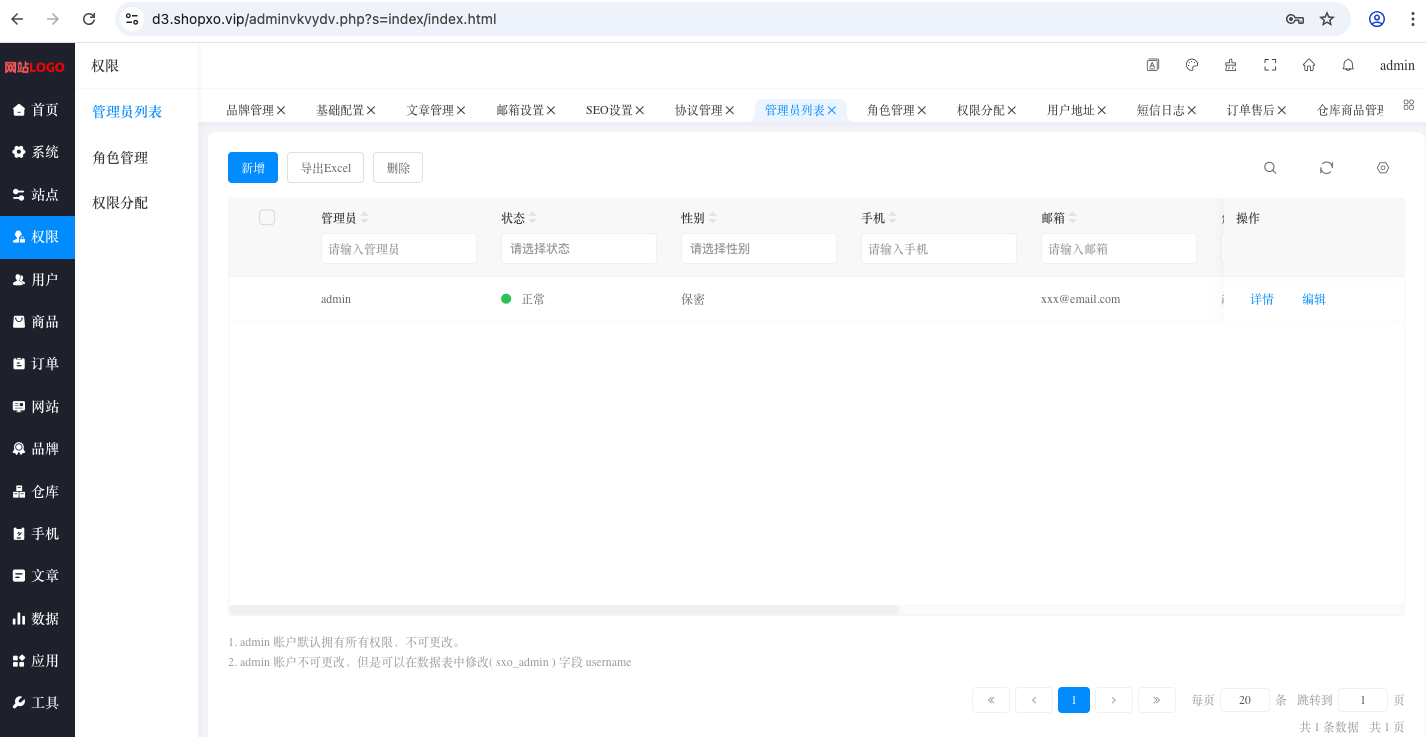 d3.shopxo.vip/adminvkvydv.php?s=index/index.html
网站LOGO
权限
admin
首页
系统
站点
权限
用户
商品
订单
网站
品牌
仓库
手机
文章
数据
应用
工具
管理员列表
角色管理
权限分配
品牌管理 基础配置 文章管理 邮箱设置 SEO设置 协议管理 管理员列表 角色管理 权限分配 用户地址 短信日志 订单售后 仓库商品管理
新增 导出Excel 删除
管理员 状态 性别 手机 邮箱 操作
请输入管理员 请选择状态 请选择性别 请输入手机 请输入邮箱
admin 正常 保密 xxx@email.com 详情 编辑
1. admin 账户默认拥有所有权限，不可更改。
2. admin 账户不可更改，但是可以在数据表中修改( sxo_admin ) 字段 username
« ‹ 1 › » 每页 20 条 跳转到 1 页
共 1 条数据 共 1 页